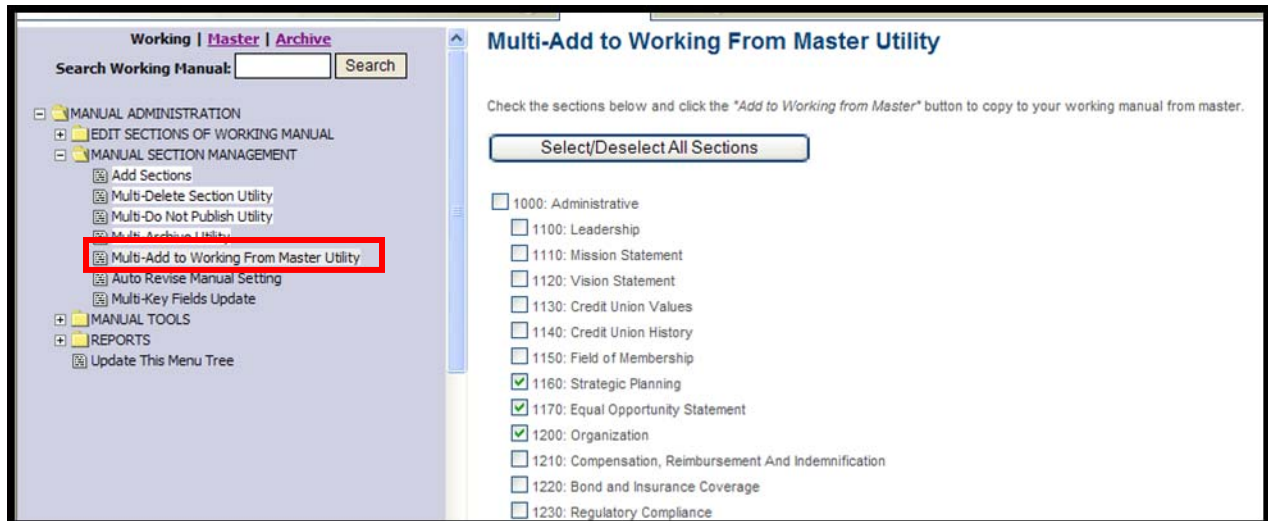 Working | Master | Archive
Search Working Manual:
Search
MANUAL ADMINISTRATION
EDIT SECTIONS OF WORKING MANUAL
MANUAL SECTION MANAGEMENT
Add Sections
Multi-Delete Section Utility
Multi-Do Not Publish Utility
Multi-Archive Utility
Multi-Add to Working From Master Utility
Auto Revise Manual Setting
Multi-Key Fields Update
MANUAL TOOLS
REPORTS
Update This Menu Tree
Multi-Add to Working From Master Utility
Check the sections below and click the "Add to Working from Master" button to copy to your working manual from master.
Select/Deselect All Sections
1000: Administrative
1100: Leadership
1110: Mission Statement
1120: Vision Statement
1130: Credit Union Values
1140: Credit Union History
1150: Field of Membership
1160: Strategic Planning
1170: Equal Opportunity Statement
1200: Organization
1210: Compensation, Reimbursement And Indemnification
1220: Bond and Insurance Coverage
1230: Regulatory Compliance